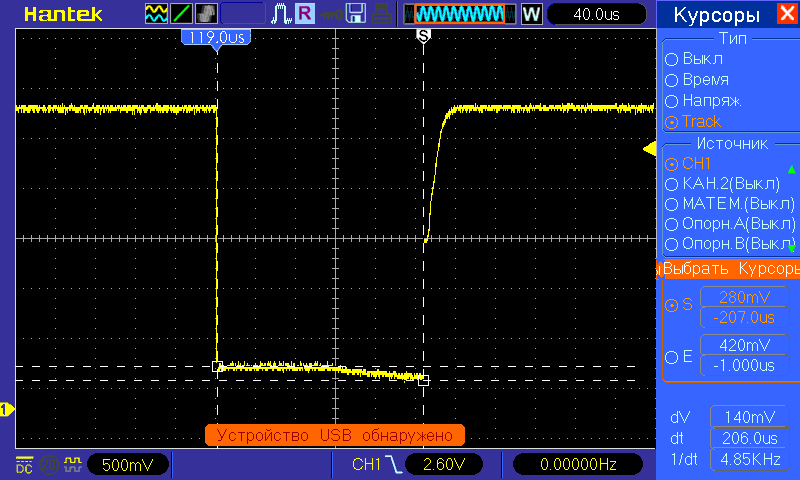 Hantek
R
W
40.0us
Курсоры
119.0us
S
Тип
Выкл
Время
Напряж
Track
Источник
CH1
КАН.2(Выкл)
МАТЕМ.(Выкл)
Опорн.A(Выкл)
Опорн.B(Выкл)
Выбрать Курсоры
S
280mV
-207.0us
E
420mV
-1.000us
dV
140mV
dt
206.0us
1/dt
4.85KHz
1
Устройство USB обнаружено
DC
500mV
CH1
2.60V
0.00000Hz